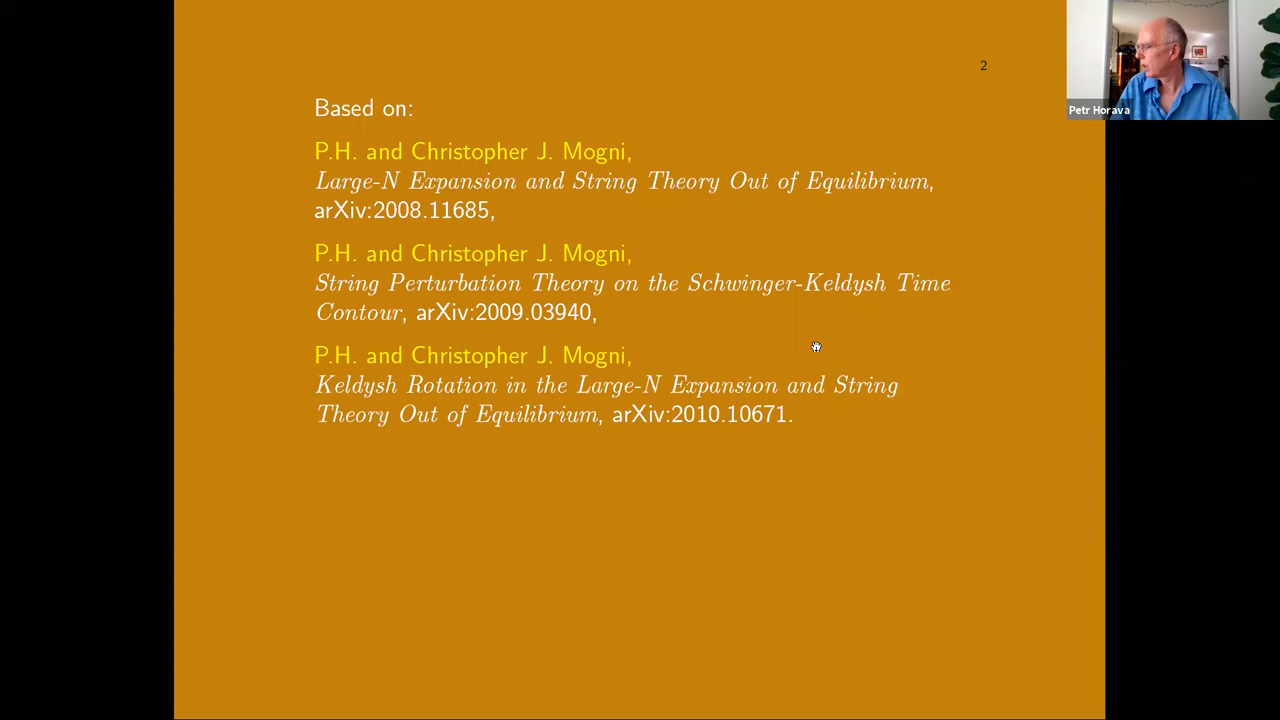 2
Petr Horava
Based on:
P.H. and Christopher J. Mogni,
Large-N Expansion and String Theory Out of Equilibrium,
arXiv:2008.11685,
P.H. and Christopher J. Mogni,
String Perturbation Theory on the Schwinger-Keldysh Time
Contour, arXiv:2009.03940,
P.H. and Christopher J. Mogni,
Keldysh Rotation in the Large-N Expansion and String
Theory Out of Equilibrium, arXiv:2010.10671.